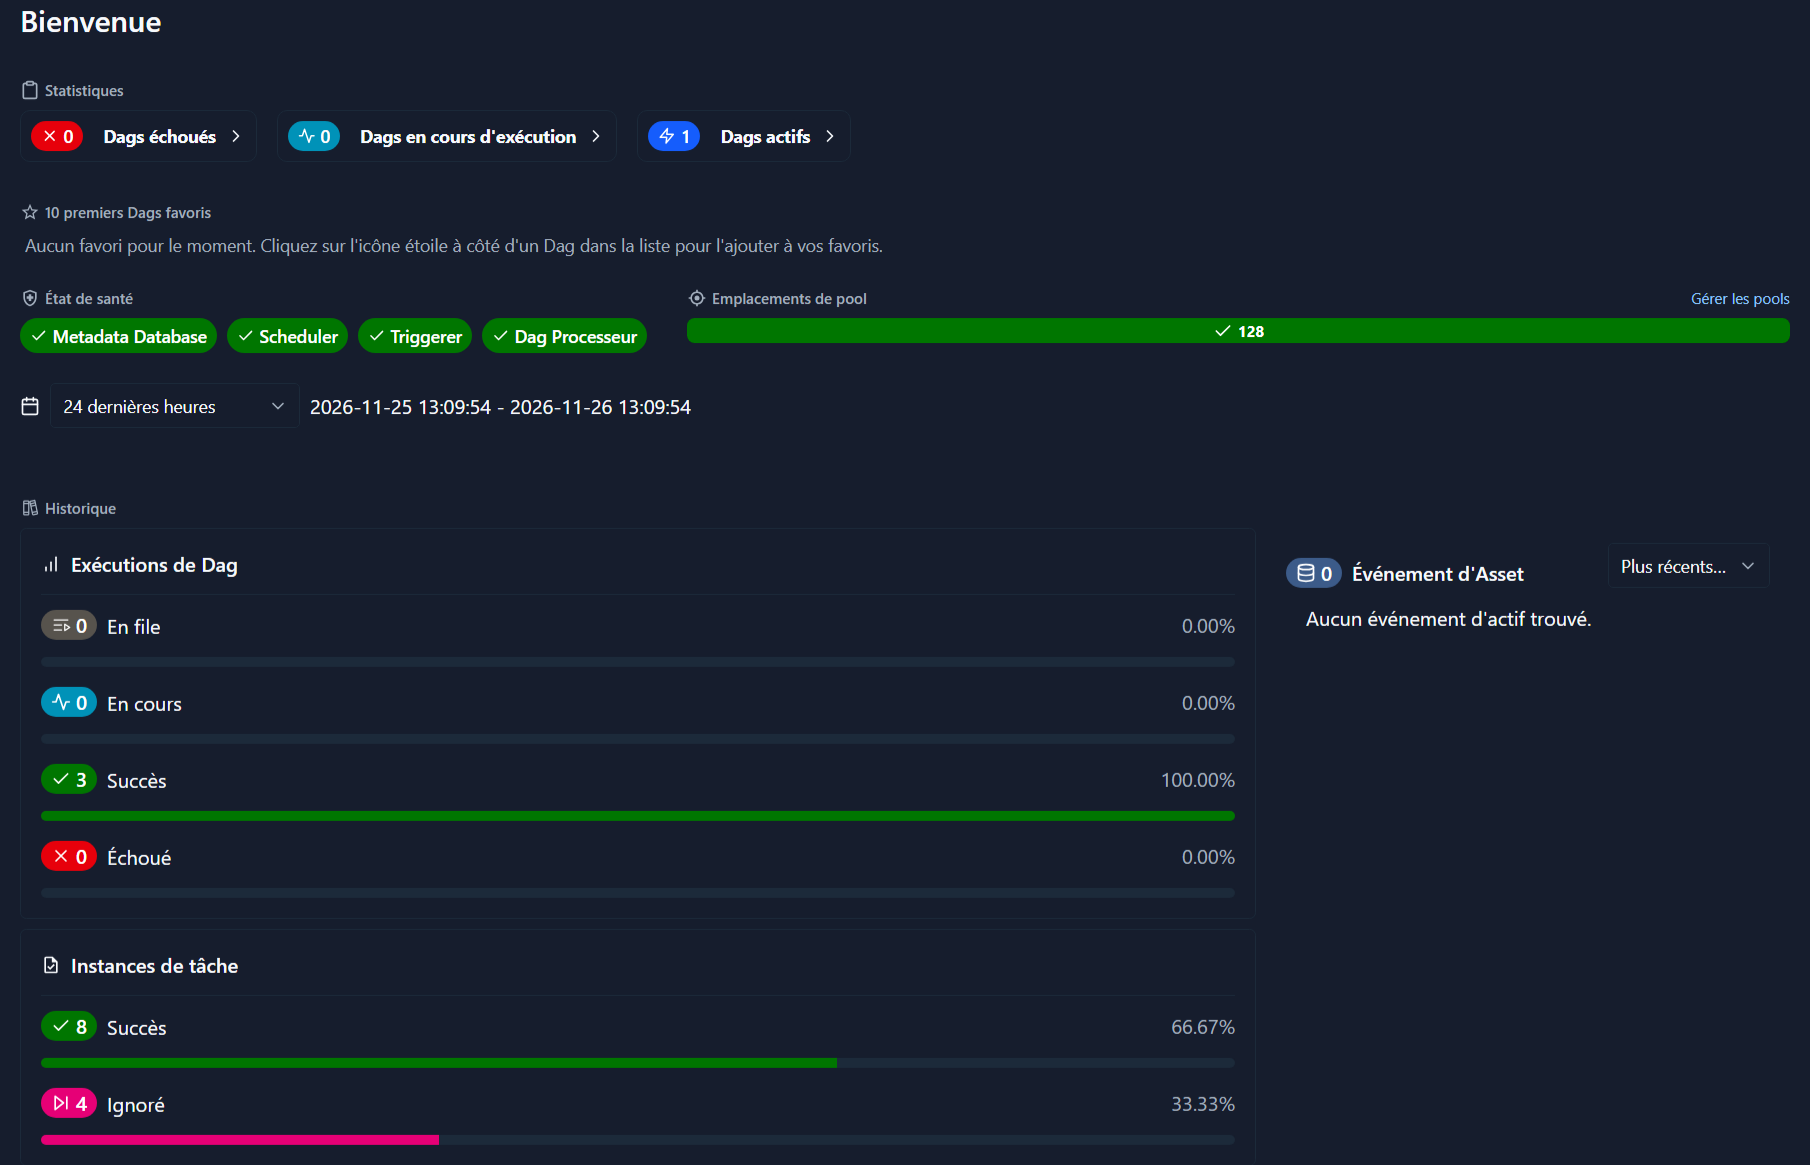 Bienvenue
Statistiques
0 Dags échoués
0 Dags en cours d'exécution
1 Dags actifs
10 premiers Dags favoris
Aucun favori pour le moment. Cliquez sur l'icône étoile à côté d'un Dag dans la liste pour l'ajouter à vos favoris.
État de santé
Metadata Database
Scheduler
Triggerer
Dag Processeur
Emplacements de pool
Gérer les pools
128
24 dernières heures
2026-11-25 13:09:54 - 2026-11-26 13:09:54
Historique
Exécutions de Dag
0 En file 0.00%
0 En cours 0.00%
3 Succès 100.00%
0 Échoué 0.00%
Instances de tâche
8 Succès 66.67%
4 Ignoré 33.33%
0 Événement d'Asset
Plus récents...
Aucun événement d'actif trouvé.